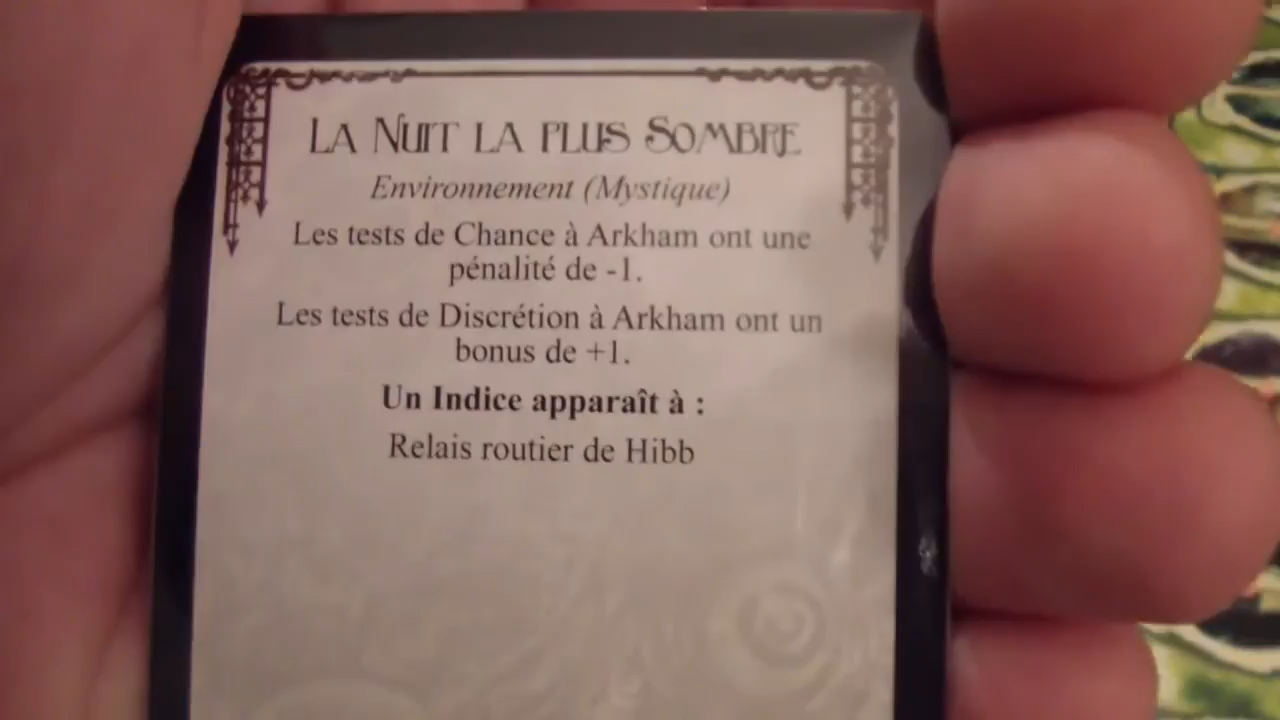 La Nuit la plus Sombre
Environnement (Mystique)
Les tests de Chance à Arkham ont une
pénalité de -1.
Les tests de Discrétion à Arkham ont un
bonus de +1.
Un Indice apparaît à :
Relais routier de Hibb